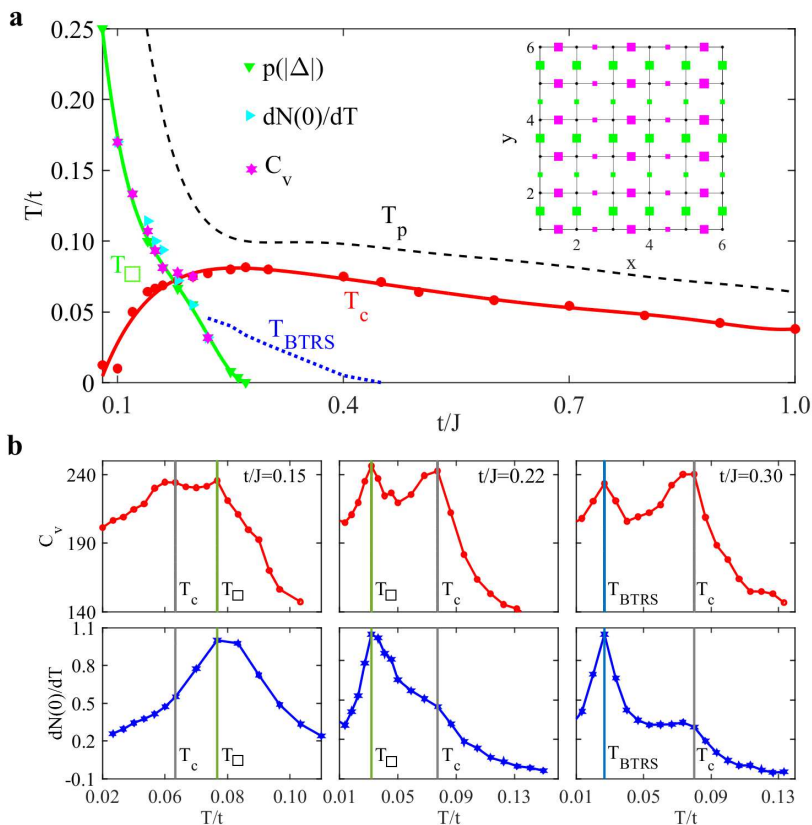 a
0.25
0.20
0.15
0.10
0.05
0
T/t
p(|Δ|)
dN(0)/dT
C_v
T_□
T_p
T_c
T_BTRS
0.1
0.4
0.7
1.0
t/J
6
4
2
y
2
4
6
x
b
240
190
140
C_v
T_c
T_□
t/J=0.15
T_□
T_c
t/J=0.22
T_BTRS
T_c
t/J=0.30
1.1
0.8
0.5
0.2
-0.1
dN(0)/dT
T_c
T_□
T_□
T_c
T_BTRS
T_c
0.02
0.06
0.08
0.10
0.01
0.05
0.09
0.13
0.01
0.05
0.09
0.13
T/t
T/t
T/t